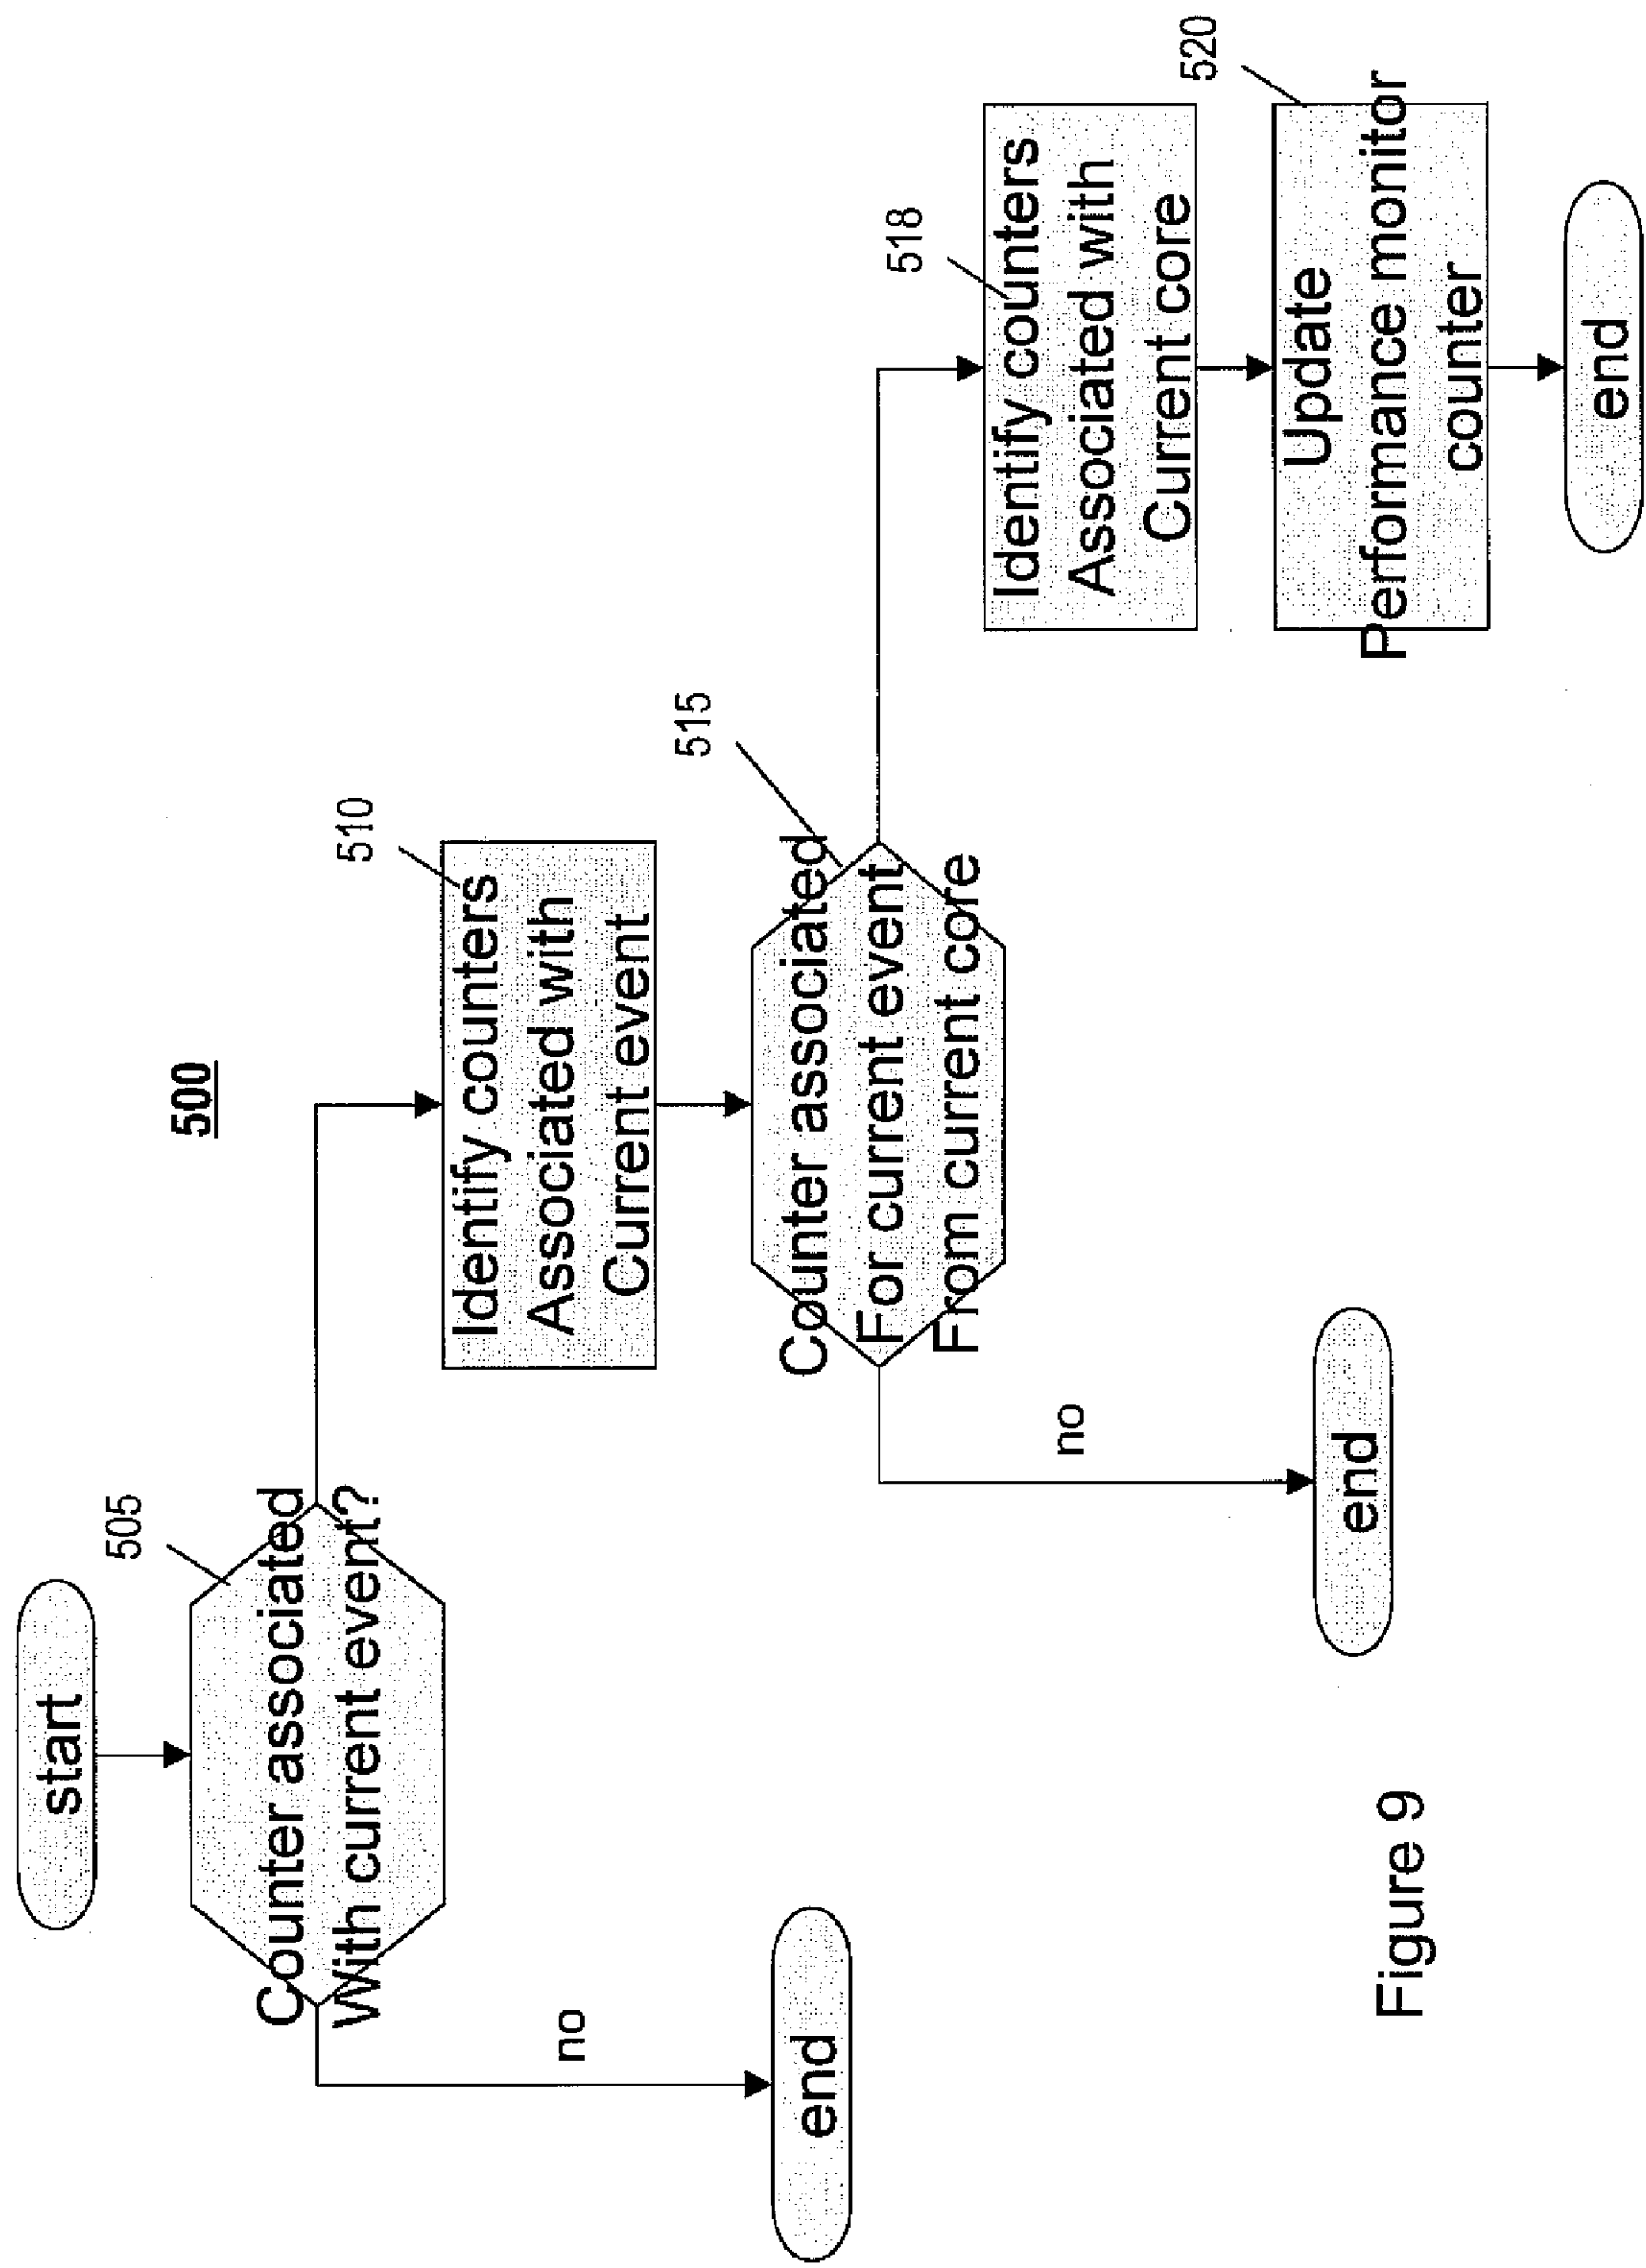 500
start
505
Counter associated
With current event?
no
end
510
Identify counters
Associated with
Current event
515
Counter associated
For current event
From current core
no
end
518
Identify counters
Associated with
Current core
520
Update
Performance monitor
counter
end
Figure 9